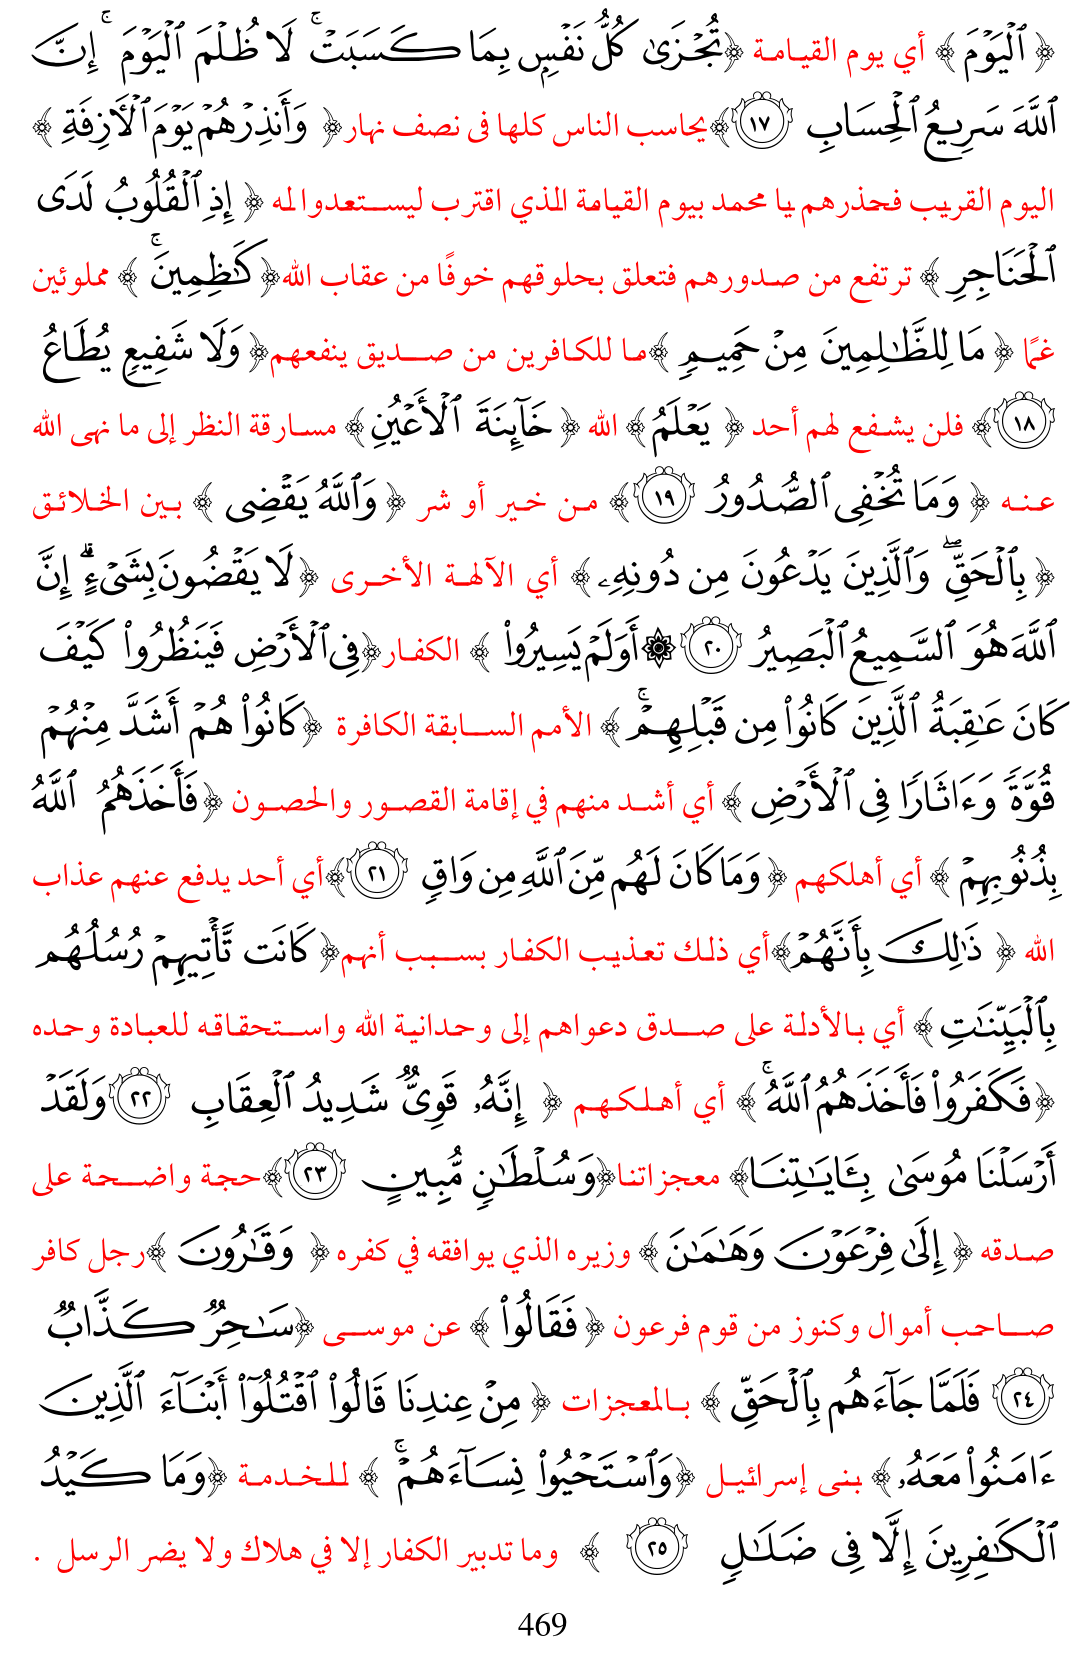 ﴿ ٱلْيَوْمَ ﴾ أي يوم القيامة ﴿تُجْزَىٰ كُلُّ نَفْسٍۭ بِمَا كَسَبَتْ ۚ لَا ظُلْمَ ٱلْيَوْمَ ۚ إِنَّ
ٱللَّهَ سَرِيعُ ٱلْحِسَابِ ١٧﴾يحاسب الناس كلها فى نصف نهار﴿ وَأَنذِرْهُمْ يَوْمَ ٱلْـَٔازِفَةِ ﴾
اليوم القريب فحذرهم يا محمد بيوم القيامة الذي اقترب ليستعدوا له ﴿ إِذِ ٱلْقُلُوبُ لَدَى
ٱلْحَنَاجِرِ ﴾ ترتفع من صدورهم فتعلق بحلوقهم خوفًا من عقاب الله﴿كَٰظِمِينَ ۚ ﴾ مملوئين
غمًا ﴿ مَا لِلظَّٰلِمِينَ مِنْ حَمِيمٍۢ ﴾ما للكافرين من صديق ينفعهم﴿ وَلَا شَفِيعٍۢ يُطَاعُ
١٨﴾ فلن يشفع لهم أحد ﴿ يَعْلَمُ﴾ الله ﴿ خَآئِنَةَ ٱلْأَعْيُنِ﴾ مسارقة النظر إلى ما نهى الله
عنه ﴿ وَمَا تُخْفِى ٱلصُّدُورُ ١٩﴾ من خير أو شر ﴿ وَٱللَّهُ يَقْضِى ﴾ بين الخلائق
﴿ بِٱلْحَقِّ ۖ وَٱلَّذِينَ يَدْعُونَ مِن دُونِهِۦ ﴾ أي الآلهة الأخرى ﴿لَا يَقْضُونَ بِشَىْءٍ ۗ إِنَّ
ٱللَّهَ هُوَ ٱلسَّمِيعُ ٱلْبَصِيرُ ٢٠ ۞أَوَلَمْ يَسِيرُوا۟ ﴾ الكفار﴿فِى ٱلْأَرْضِ فَيَنظُرُوا۟ كَيْفَ
كَانَ عَٰقِبَةُ ٱلَّذِينَ كَانُوا۟ مِن قَبْلِهِمْ ۚ ﴾ الأمم السابقة الكافرة ﴿كَانُوا۟ هُمْ أَشَدَّ مِنْهُمْ
قُوَّةً وَءَاثَارًا فِى ٱلْأَرْضِ ﴾ أي أشد منهم في إقامة القصور والحصون ﴿فَأَخَذَهُمُ ٱللَّهُ
بِذُنُوبِهِمْ ﴾ أي أهلكهم ﴿ وَمَا كَانَ لَهُم مِّنَ ٱللَّهِ مِن وَاقٍۢ ٢١﴾أي أحد يدفع عنهم عذاب
الله ﴿ ذَٰلِكَ بِأَنَّهُمْ﴾أي ذلك تعذيب الكفار بسبب أنهم﴿ كَانَت تَّأْتِيهِمْ رُسُلُهُم
بِٱلْبَيِّنَٰتِ ﴾ أي بالأدلة على صدق دعواهم إلى وحدانية الله واستحقاقه للعبادة وحده
﴿فَكَفَرُوا۟ فَأَخَذَهُمُ ٱللَّهُ ۚ ﴾ أي أهلكهم ﴿ إِنَّهُۥ قَوِىٌّ شَدِيدُ ٱلْعِقَابِ ٢٢ وَلَقَدْ
أَرْسَلْنَا مُوسَىٰ بِـَٔايَٰتِنَا﴾ معجزاتنا﴿وَسُلْطَٰنٍۢ مُّبِينٍ ٢٣﴾حجة واضحة على
صدقه ﴿ إِلَىٰ فِرْعَوْنَ وَهَٰمَٰنَ﴾ وزيره الذي يوافقه في كفره ﴿ وَقَٰرُونَ ﴾رجل كافر
صاحب أموال وكنوز من قوم فرعون ﴿ فَقَالُوا۟ ﴾ عن موسى ﴿سَٰحِرٌۭ كَذَّابٌۭ
٢٤ فَلَمَّا جَآءَهُم بِٱلْحَقِّ ﴾ بالمعجزات ﴿ مِنْ عِندِنَا قَالُوا۟ ٱقْتُلُوٓا۟ أَبْنَآءَ ٱلَّذِينَ
ءَامَنُوا۟ مَعَهُۥ ﴾ بنى إسرائيل ﴿وَٱسْتَحْيُوا۟ نِسَآءَهُمْ ۚ ﴾ للخدمة ﴿وَمَا كَيْدُ
ٱلْكَٰفِرِينَ إِلَّا فِى ضَلَٰلٍۢ ٢٥ ﴾ وما تدبير الكفار إلا في هلاك ولا يضر الرسل .
469